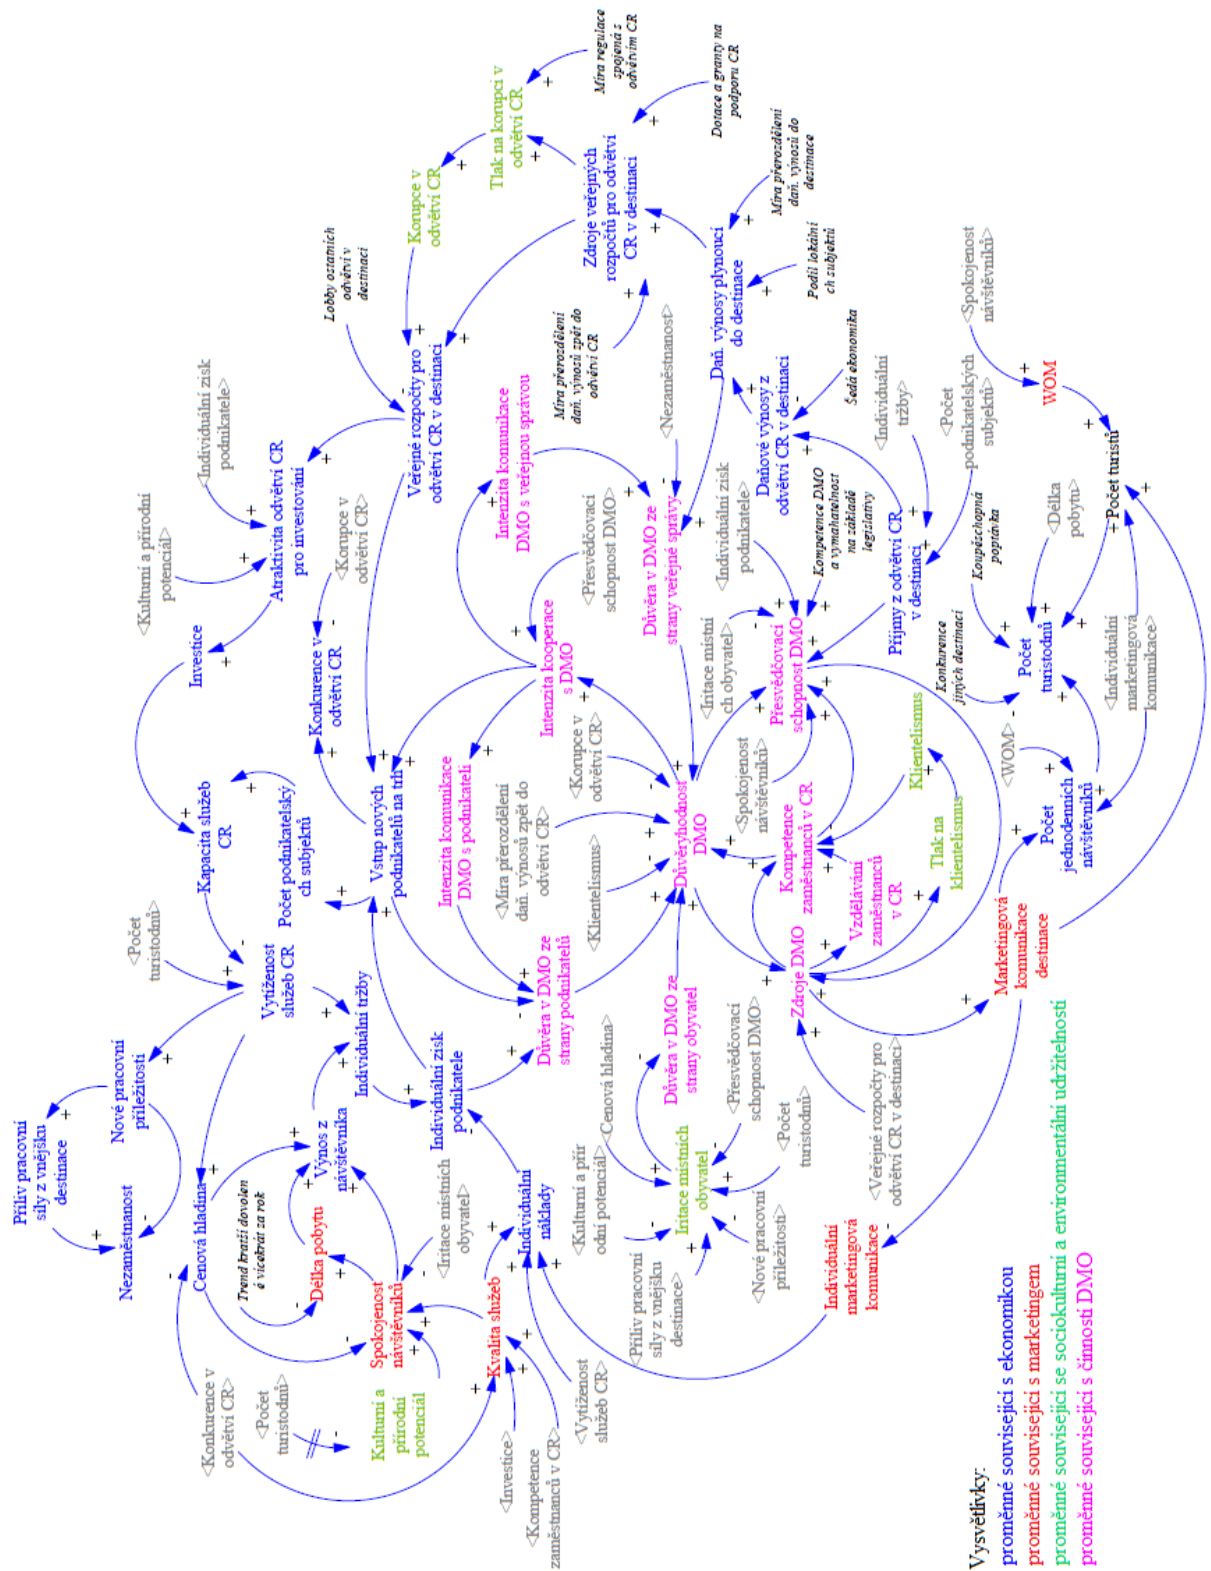 Příliv pracovní
síly z vnějšku
destinace
Nezaměstnanost
Nové pracovní
příležitosti
<Počet
turistodnů>
Investice
<Kulturní a přírodní
potenciál>
<Individuální zisk
podnikatele>
Atraktivita odvětví CR
pro investování
Kapacita služeb
CR
Vytíženost
služeb CR
Počet podnikatelský
ch subjektů
Konkurence v
odvětví CR
<Korupce v
odvětví CR>
Lobby ostatních
odvětví v
destinaci
Korupce v
odvětví CR
Tlak na korupci v
odvětví CR
Míra regulace
spojená s
odvětvím CR
<Konkurence v
odvětví CR>
<Počet
turistodnů>
Cenová hladina
Trend kratší dovolen
é vícekrát za rok
Délka pobytu
Výnos z
návštěvníka
Individuální tržby
Vstup nových
podnikatelů na trh
Veřejné rozpočty pro
odvětví CR v destinaci
Kulturní a
přírodní
potenciál
Spokojenost
návštěvníků
<Iritace místních
obyvatel>
Individuální zisk
podnikatele
Intenzita komunikace
DMO s podnikateli
Intenzita komunikace
DMO s veřejnou správou
Zdroje veřejných
rozpočtů pro odvětví
CR v destinaci
Dotace a granty na
podporu CR
<Investice>
<Kompetence
zaměstnanců v CR>
Kvalita služeb
Individuální
náklady
<Vytíženost
služeb CR>
Důvěra v DMO ze
strany podnikatelů
<Míra přerozdělení
daň. výnosů zpět do
odvětví CR>
<Klientelismus>
<Korupce v
odvětví CR>
Intenzita kooperace
s DMO
<Přesvědčovací
schopnost DMO>
Míra přerozdělení
daň. výnosů zpět do
odvětví CR
<Nezaměstnanost>
<Kulturní a přír
odní potenciál>
<Cenová hladina>
<Příliv pracovní
síly z vnějšku
destinace>
Iritace místních
obyvatel
Důvěra v DMO ze
strany obyvatel
Důvěryhodnost
DMO
Důvěra v DMO ze
strany veřejné správy
Daň. výnosy plynoucí
do destinace
Míra přerozdělení
daň. výnosů do
destinace
<Nové pracovní
příležitosti>
<Počet
turistodnů>
<Přesvědčovací
schopnost DMO>
<Spokojenost
návštěvníků>
<Iritace místní
ch obyvatel>
<Individuální zisk
podnikatele>
Daňové výnosy z
odvětví CR v destinaci
Podíl lokální
ch subjektů
Individuální
marketingová
komunikace
<Veřejné rozpočty pro
odvětví CR v destinaci>
Zdroje DMO
Kompetence
zaměstnanců v CR
Vzdělávání
zaměstnanců
v CR
Přesvědčovací
schopnost DMO
Kompetence DMO
a vymahatelnost
na základě
legislativy
Šedá ekonomika
<Individuální
tržby>
Příjmy z odvětví CR
v destinaci
<Počet
podnikatelských
subjektů>
Klientelismus
Tlak na
klientelismus
Konkurence
jiných destinací
Koupěschopná
poptávka
<Spokojenost
návštěvníků>
Marketingová
komunikace
destinace
<WOM>
Počet
jednodenních
návštěvníků
Počet
turistodnů
<Délka
pobytu>
WOM
Počet turistů
<Individuální
marketingová
komunikace>
Vysvětlivky:
proměnné související s ekonomikou
proměnné související s marketingem
proměnné související se sociokulturní a environmentální udržitelností
proměnné související s činností DMO